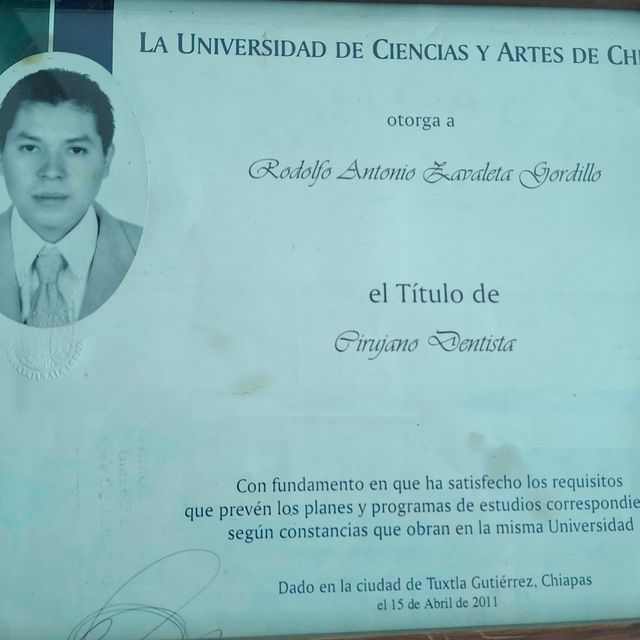 LA UNIVERSIDAD DE CIENCIAS Y ARTES DE CHI
otorga a
Rodolfo Antonio Zavaleta Gordillo
el Título de
Cirujano Dentista
Con fundamento en que ha satisfecho los requisitos
que prevén los planes y programas de estudios correspondie
según constancias que obran en la misma Universidad
Dado en la ciudad de Tuxtla Gutiérrez, Chiapas
el 15 de Abril de 2011